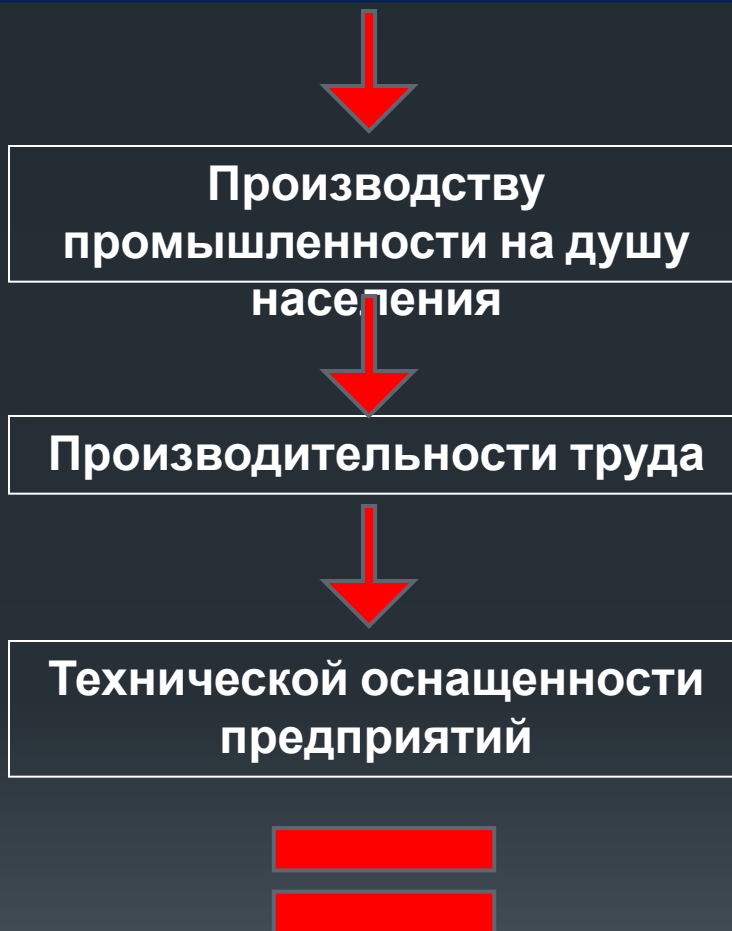 Производству
промышленности на душу
населения
Производительности труда
Технической оснащенности
предприятий